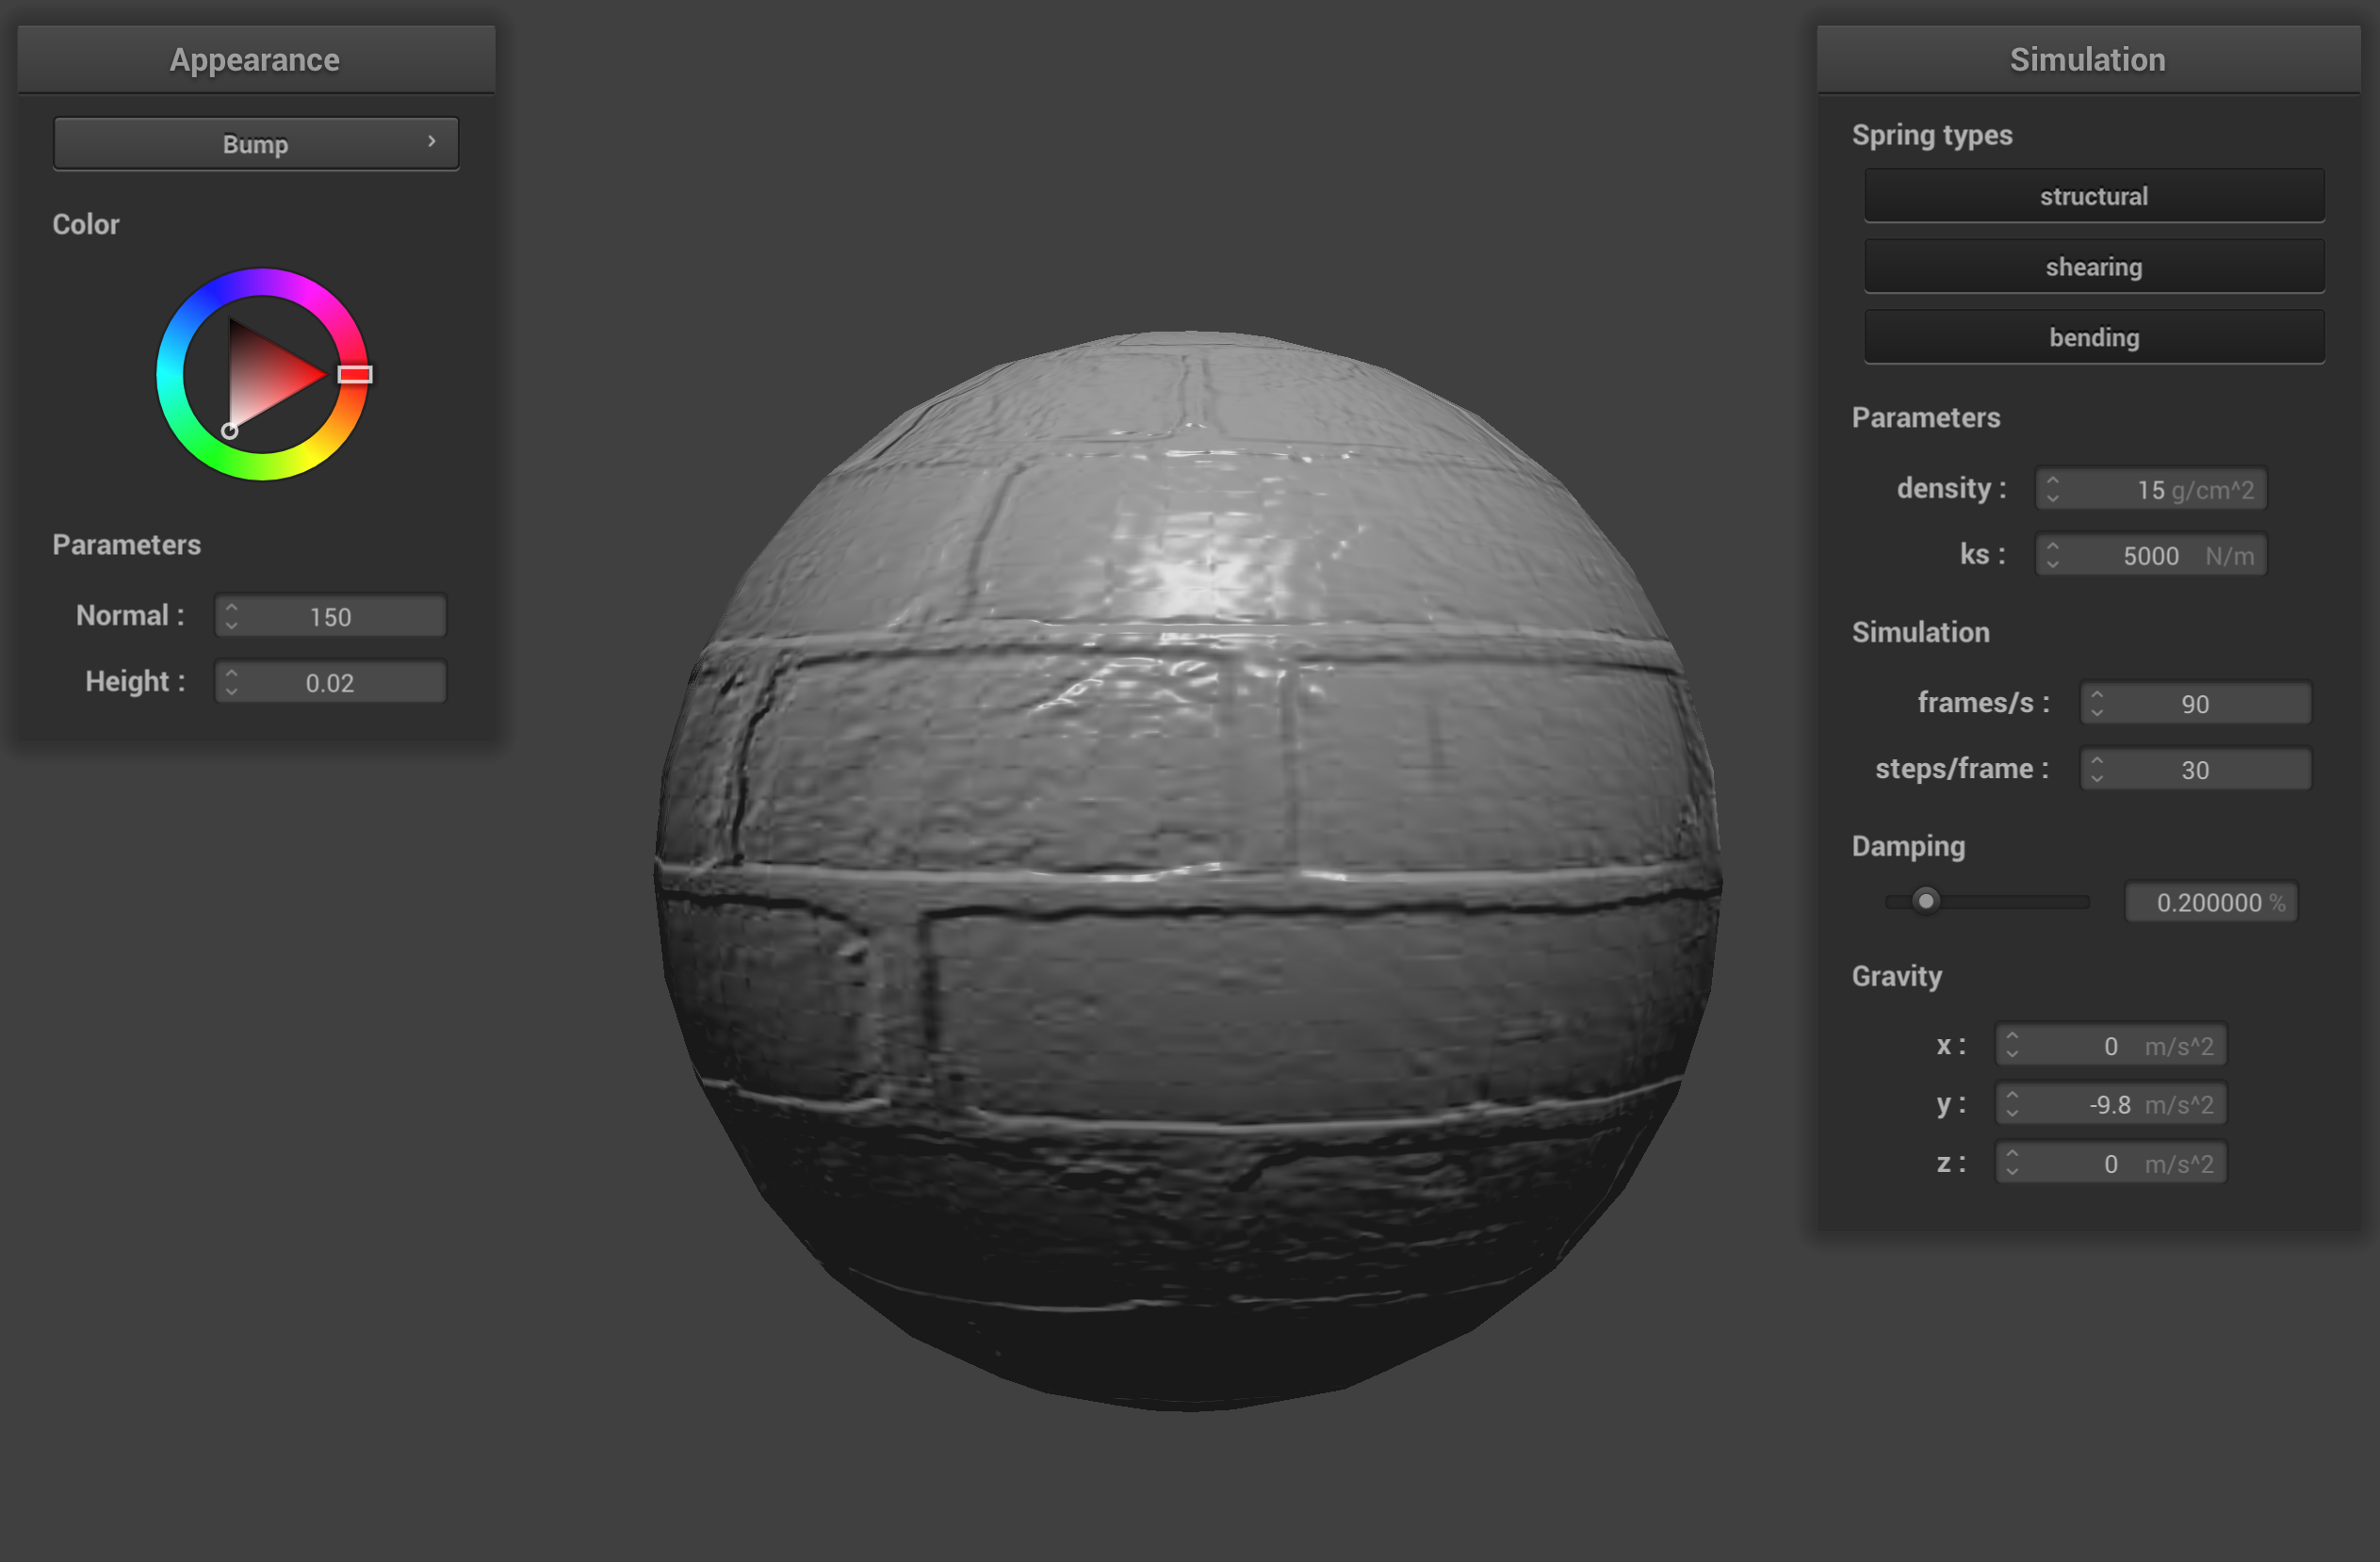 Appearance
Bump
Color
Parameters
Normal : 150
Height : 0.02
Simulation
Spring types
structural
shearing
bending
Parameters
density : 15 g/cm^2
ks : 5000 N/m
Simulation
frames/s : 90
steps/frame : 30
Damping
0.200000 %
Gravity
x : 0 m/s^2
y : -9.8 m/s^2
z : 0 m/s^2